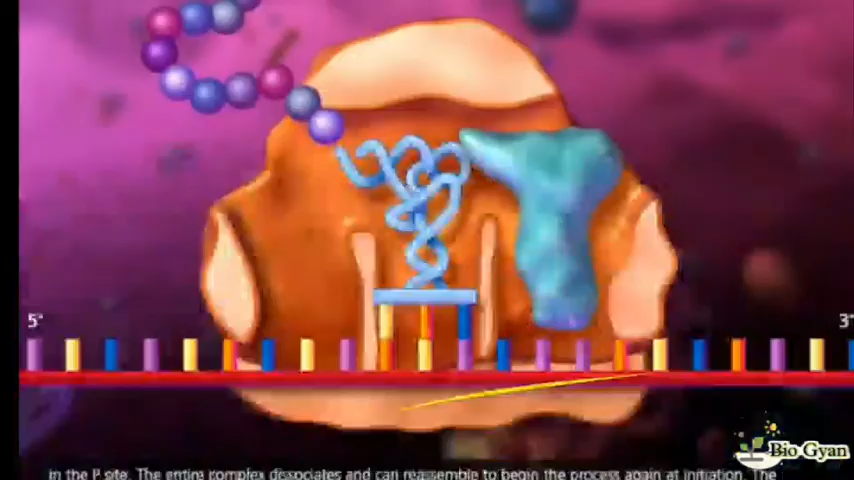 5'
3'
Bio Gyan
in the P site. The entire complex dissociates and can reassemble to begin the process again at initiation. The